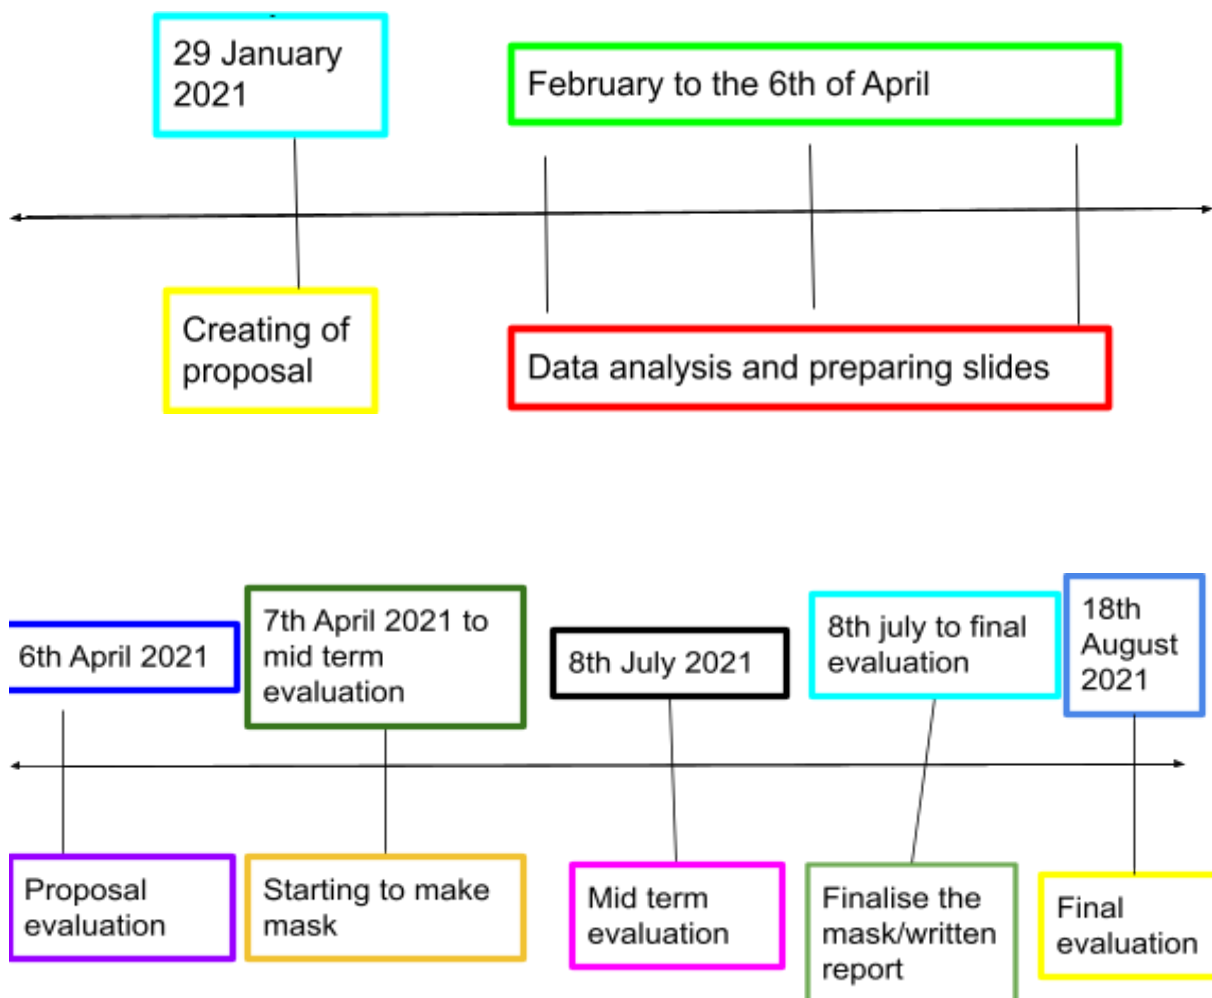 29 January
2021
February to the 6th of April
Creating of
proposal
Data analysis and preparing slides
6th April 2021
7th April 2021 to
mid term
evaluation
8th July 2021
8th july to final
evaluation
18th
August
2021
Proposal
evaluation
Starting to make
mask
Mid term
evaluation
Finalise the
mask/written
report
Final
evaluation